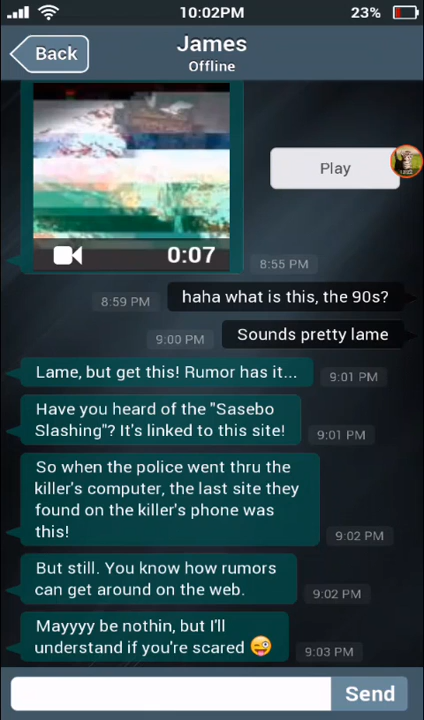 10:02PM
23%
Back
James
Offline
Play
0:07
8:55 PM
8:59 PM
haha what is this, the 90s?
9:00 PM
Sounds pretty lame
Lame, but get this! Rumor has it...
9:01 PM
Have you heard of the "Sasebo
Slashing"? It's linked to this site!
9:01 PM
So when the police went thru the
killer's computer, the last site they
found on the killer's phone was
this!
9:02 PM
But still. You know how rumors
can get around on the web.
9:02 PM
Mayyyy be nothin, but I'll
understand if you're scared 😜
9:03 PM
Send